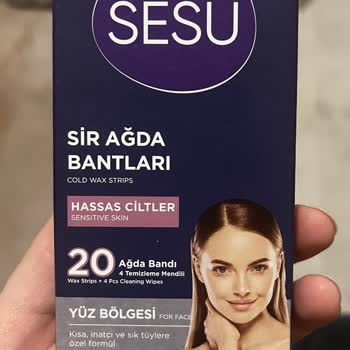 SESU
SİR AĞDA
BANTLARI
COLD WAX STRIPS
HASSAS CİLTLER
SENSITIVE SKIN
20 Ağda Bandı
4 Temizleme Mendili
Wax Strips + 4 Pcs Cleaning Wipes
YÜZ BÖLGESİ FOR FACE
Kısa, inatçı ve sık tüylere
özel formül